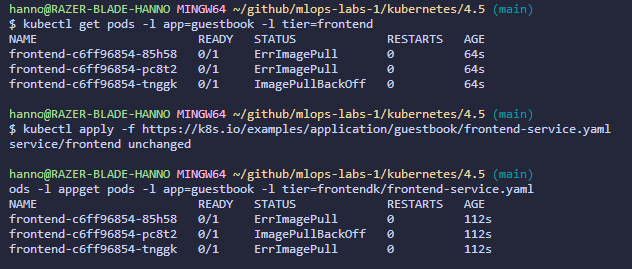 hanno@RAZER-BLADE-HANNO MINGW64 ~/github/mlops-labs-1/kubernetes/4.5 (main)
$ kubectl get pods -l app=guestbook -l tier=frontend
NAME READY STATUS RESTARTS AGE
frontend-c6ff96854-85h58 0/1 ErrImagePull 0 64s
frontend-c6ff96854-pc8t2 0/1 ErrImagePull 0 64s
frontend-c6ff96854-tnggk 0/1 ImagePullBackOff 0 64s
hanno@RAZER-BLADE-HANNO MINGW64 ~/github/mlops-labs-1/kubernetes/4.5 (main)
$ kubectl apply -f https://k8s.io/examples/application/guestbook/frontend-service.yaml
service/frontend unchanged
hanno@RAZER-BLADE-HANNO MINGW64 ~/github/mlops-labs-1/kubernetes/4.5 (main)
ods -l appget pods -l app=guestbook -l tier=frontendk/frontend-service.yaml
NAME READY STATUS RESTARTS AGE
frontend-c6ff96854-85h58 0/1 ErrImagePull 0 112s
frontend-c6ff96854-pc8t2 0/1 ImagePullBackOff 0 112s
frontend-c6ff96854-tnggk 0/1 ErrImagePull 0 112s